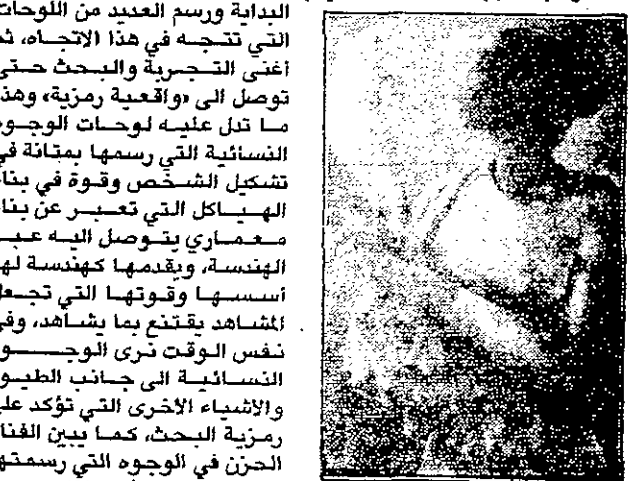 البداية ورسم العديد من اللوحات
التي تتجه في هذا الإتجاه، ثم
أغنى التجربة والبحث حتى
توصل الى «واقعية رمزية» وهذا
ما تدل عليه لوحات الوجوه
النسائية التي رسمها بمتانة في
تشكيل الشخص وقوة في بناء
الهياكل التي تعبر عن بناء
معماري يتوصل اليه عبر
الهندسة، ويقدمها كهندسة لها
أسسها وقوتها التي تجعل
المشاهد يقتنع بما يشاهد، وفي
نفس الوقت نرى الوجوه
النسائية الى جانب الطيور
والاشياء الاخرى التي تؤكد على
رمزية البحث، كما يبين الفنان
الحزن في الوجوه التي رسمتها